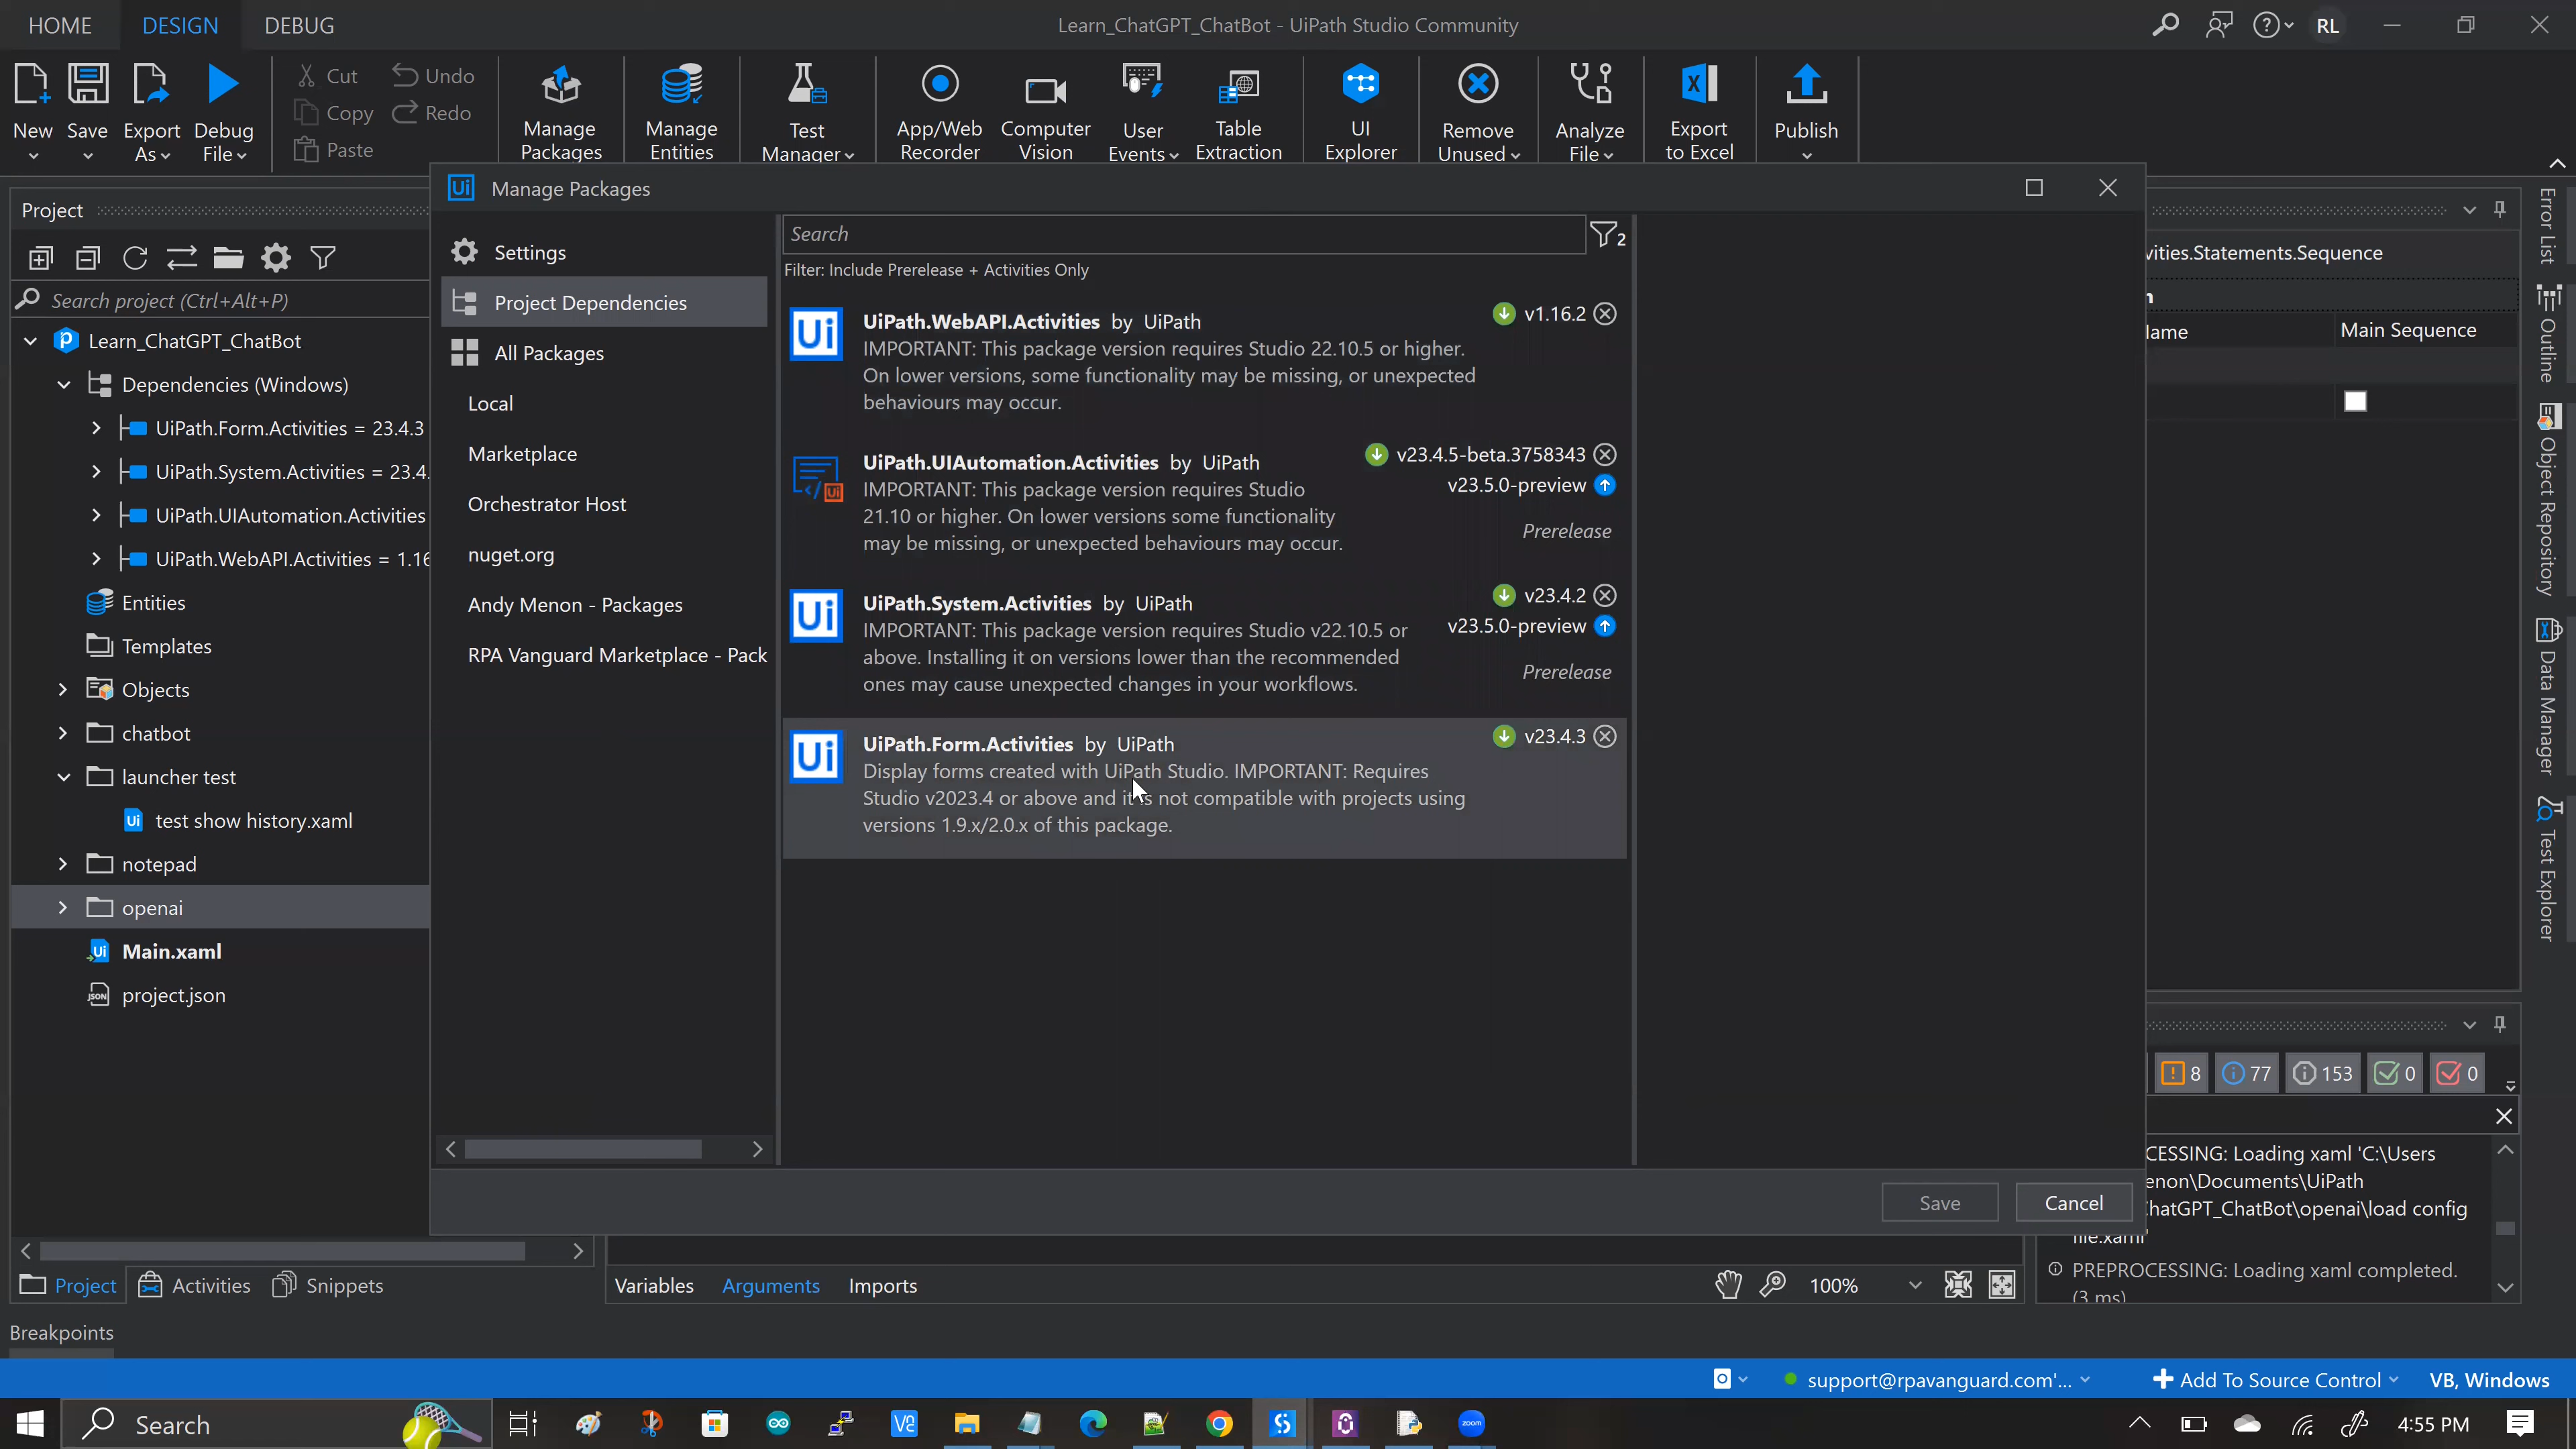 HOME DESIGN DEBUG Learn_ChatGPT_ChatBot - UiPath Studio Community RL
New Save Export As Debug File
Cut Copy Paste Undo Redo
Manage Packages
Manage Entities
Test Manager
App/Web Recorder
Computer Vision
User Events
Table Extraction
UI Explorer
Remove Unused
Analyze File
Export to Excel
Publish
Project
Search project (Ctrl+Alt+P)
Learn_ChatGPT_ChatBot
Dependencies (Windows)
UiPath.Form.Activities = 23.4.3
UiPath.System.Activities = 23.4.
UiPath.UIAutomation.Activities
UiPath.WebAPI.Activities = 1.16
Entities
Templates
Objects
chatbot
launcher test
test show history.xaml
notepad
openai
Main.xaml
JSON project.json
Project Activities Snippets
Breakpoints
Ui Manage Packages
Settings
Project Dependencies
All Packages
Local
Marketplace
Orchestrator Host
nuget.org
Andy Menon - Packages
RPA Vanguard Marketplace - Pack
Search 2
Filter: Include Prerelease + Activities Only
Ui UiPath.WebAPI.Activities by UiPath v1.16.2
IMPORTANT: This package version requires Studio 22.10.5 or higher.
On lower versions, some functionality may be missing, or unexpected
behaviours may occur.
UiPath.UIAutomation.Activities by UiPath v23.4.5-beta.3758343
IMPORTANT: This package version requires Studio v23.5.0-preview
21.10 or higher. On lower versions some functionality Prerelease
may be missing, or unexpected behaviours may occur.
Ui UiPath.System.Activities by UiPath v23.4.2
IMPORTANT: This package version requires Studio v22.10.5 or v23.5.0-preview
above. Installing it on versions lower than the recommended Prerelease
ones may cause unexpected changes in your workflows.
Ui UiPath.Form.Activities by UiPath v23.4.3
Display forms created with UiPath Studio. IMPORTANT: Requires
Studio v2023.4 or above and it is not compatible with projects using
versions 1.9.x/2.0.x of this package.
Save Cancel
vities.Statements.Sequence
n
lame Main Sequence
Error List
Outline
Object Repository
Data Manager
Test Explorer
8 77 153 0 0
CESSING: Loading xaml 'C:\Users
enon\Documents\UiPath
hatGPT_ChatBot\openai\load config
file.xaml'
PREPROCESSING: Loading xaml completed.
(3 ms)
Variables Arguments Imports 100%
support@rpavanguard.com'... Add To Source Control VB, Windows
Search zoom 4:55 PM